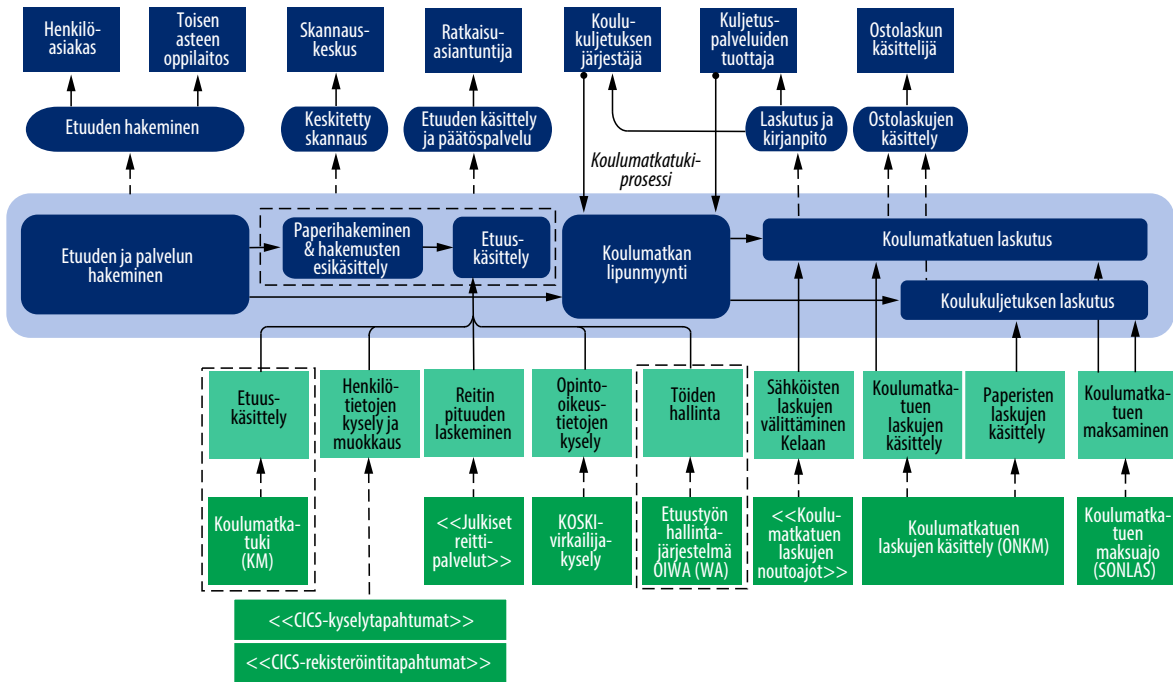 Henkilö-
asiakas
Toisen
asteen
oppilaitos
Skannaus-
keskus
Ratkaisu-
asiantuntija
Koulu-
kuljetuksen
järjestäjä
Kuljetus-
palveluiden
tuottaja
Ostolaskun
käsittelijä
Etuuden hakeminen
Keskitetty
skannaus
Etuuden käsittely
ja päätöspalvelu
Laskutus ja
kirjanpito
Ostolaskujen
käsittely
Koulumatkatuki-
prosessi
Etuuden ja palvelun
hakeminen
Paperihakeminen
& hakemusten
esikäsittely
Etuus-
käsittely
Koulumatkan
lipunmyynti
Koulumatkatuen laskutus
Koulukuljetuksen laskutus
Etuus-
käsittely
Henkilö-
tietojen
kysely ja
muokkaus
Reitin
pituuden
laskeminen
Opinto-
oikeus-
tietojen
kysely
Töiden
hallinta
Sähköisten
laskujen
välittäminen
Kelaan
Koulumatka-
tuen
laskujen
käsittely
Paperisten
laskujen
käsittely
Koulumatka-
tuen
maksaminen
Koulumatka-
tuki
(KM)
<<Julkiset
reitti-
palvelut>>
KOSKI-
virkailija-
kysely
Etuustyön
hallinta-
järjestelmä
OIWA (WA)
<<Koulu-
matkatuen
laskujen
noutoajot>>
Koulumatkatuen
laskujen käsittely (ONKM)
Koulumatka-
tuen
maksuajo
(SONLAS)
<<CICS-kyselytapahtumat>>
<<CICS-rekisteröintitapahtumat>>